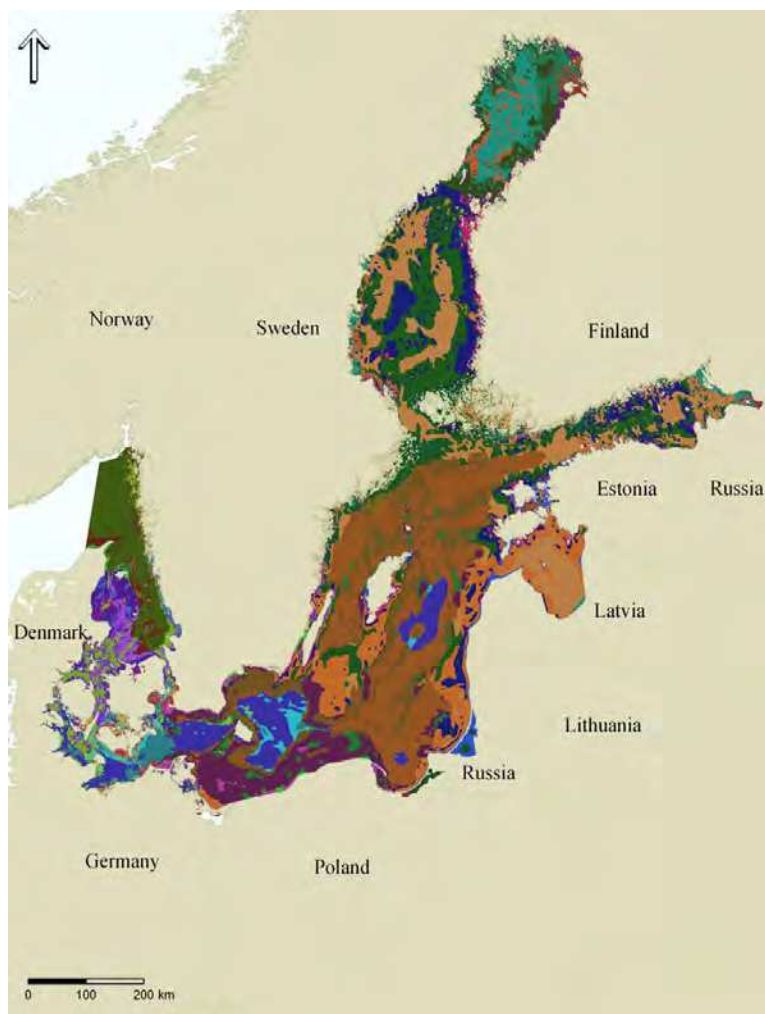 Norway
Sweden
Finland
Estonia
Russia
Denmark
Latvia
Lithuania
Russia
Germany
Poland
0 100 200 km